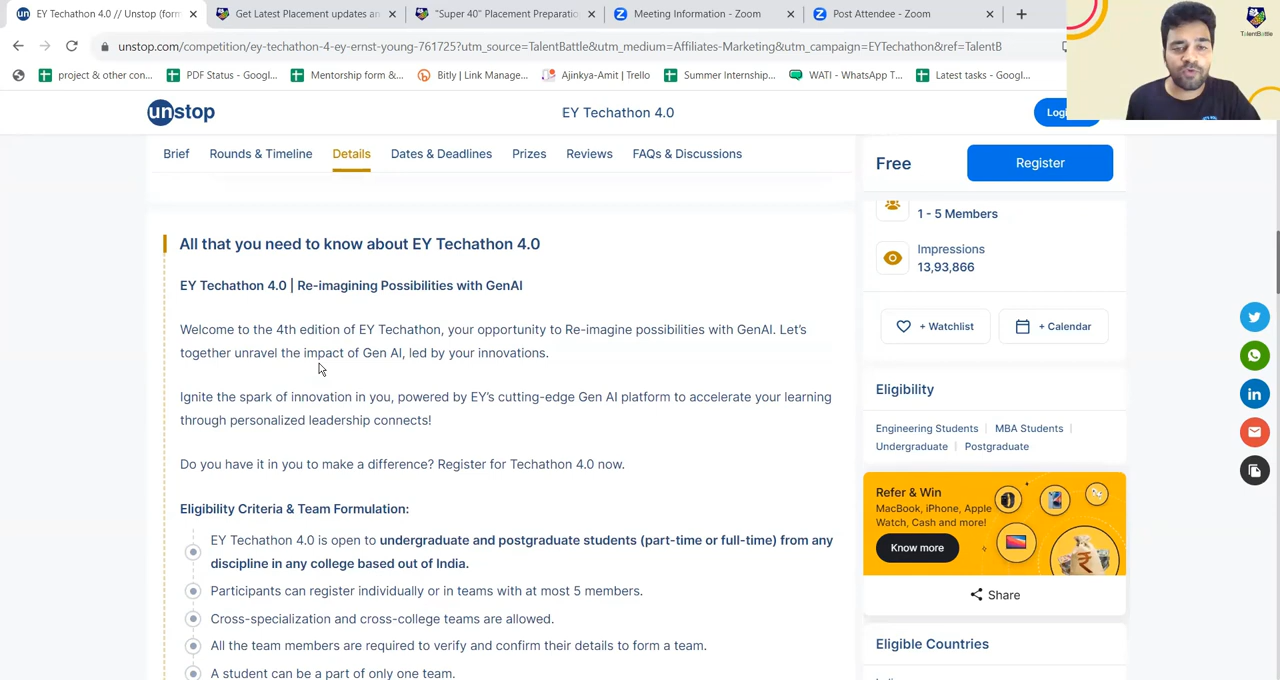 EY Techathon 4.0 // Unstop (form
Get Latest Placement updates an
"Super 40" Placement Preparatio
Meeting Information - Zoom
Post Attendee - Zoom
unstop.com/competition/ey-techathon-4-ey-ernst-young-761725?utm_source=TalentBattle&utm_medium=Affiliates-Marketing&utm_campaign=EYTechathon&ref=TalentB
project & other con...
PDF Status - Googl...
Mentorship form &...
Bitly | Link Manage...
Ajinkya-Amit | Trello
Summer Internship...
WATI - WhatsApp T...
Latest tasks - Googl...
TalentBattle
unstop
EY Techathon 4.0
Logi
Brief
Rounds & Timeline
Details
Dates & Deadlines
Prizes
Reviews
FAQs & Discussions
Free
Register
All that you need to know about EY Techathon 4.0
EY Techathon 4.0 | Re-imagining Possibilities with GenAI
Welcome to the 4th edition of EY Techathon, your opportunity to Re-imagine possibilities with GenAI. Let's
together unravel the impact of Gen AI, led by your innovations.
Ignite the spark of innovation in you, powered by EY's cutting-edge Gen AI platform to accelerate your learning
through personalized leadership connects!
Do you have it in you to make a difference? Register for Techathon 4.0 now.
Eligibility Criteria & Team Formulation:
EY Techathon 4.0 is open to undergraduate and postgraduate students (part-time or full-time) from any
discipline in any college based out of India.
Participants can register individually or in teams with at most 5 members.
Cross-specialization and cross-college teams are allowed.
All the team members are required to verify and confirm their details to form a team.
A student can be a part of only one team.
1 - 5 Members
Impressions
13,93,866
+ Watchlist
+ Calendar
Eligibility
Engineering Students | MBA Students |
Undergraduate | Postgraduate
Refer & Win
MacBook, iPhone, Apple
Watch, Cash and more!
Know more
Share
Eligible Countries